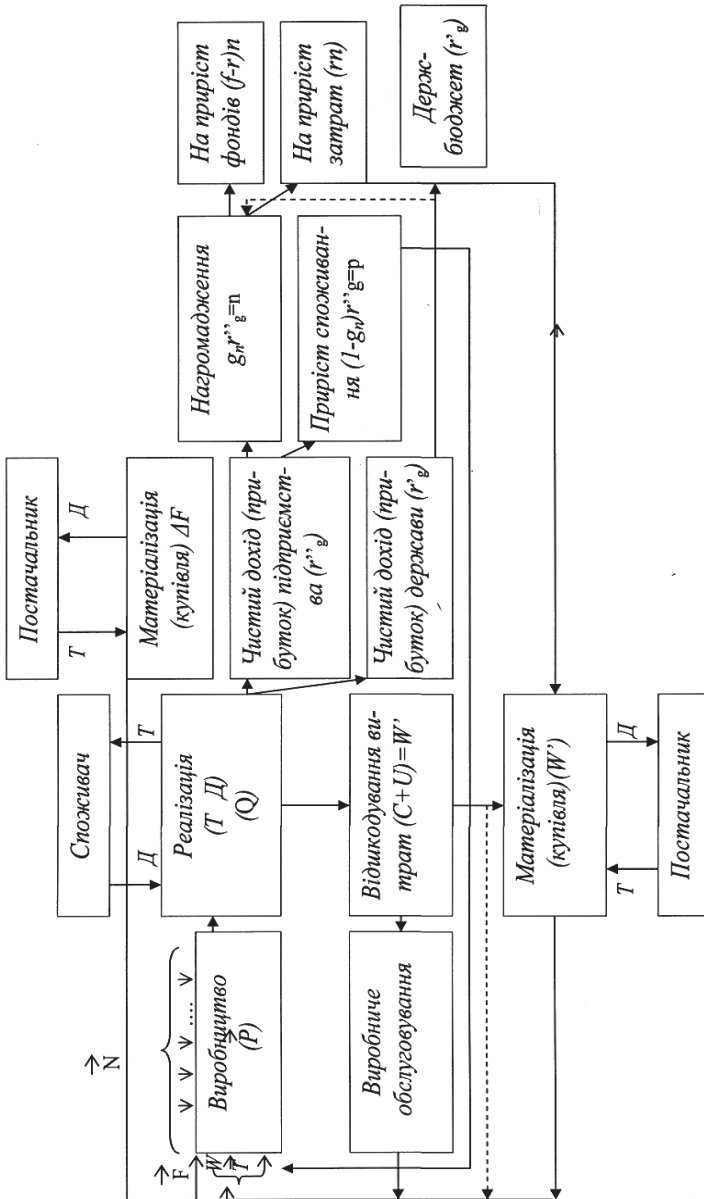 N
F
W
T
Виробництво
(P)
.....
Виробниче
обслуговування
Споживач
Д
Т
Реалізація
(Т Д)
(Q)
Відшкодування ви-
трат (C+U)=W'
Матеріалізація
(купівля)(W')
Т
Д
Постачальник
Постачальник
Т
Д
Матеріалізація
(купівля) ΔF
Чистий дохід (при-
буток) підприємст-
ва (r''g)
Чистий дохід (при-
буток) держави (r'g)
Нагромадження
gnr''g=n
Приріст споживан-
ня (1-gn)r''g=p
На приріст
фондів (f-r)n
На приріст
затрат (rn)
Держ-
бюджет (r'g)